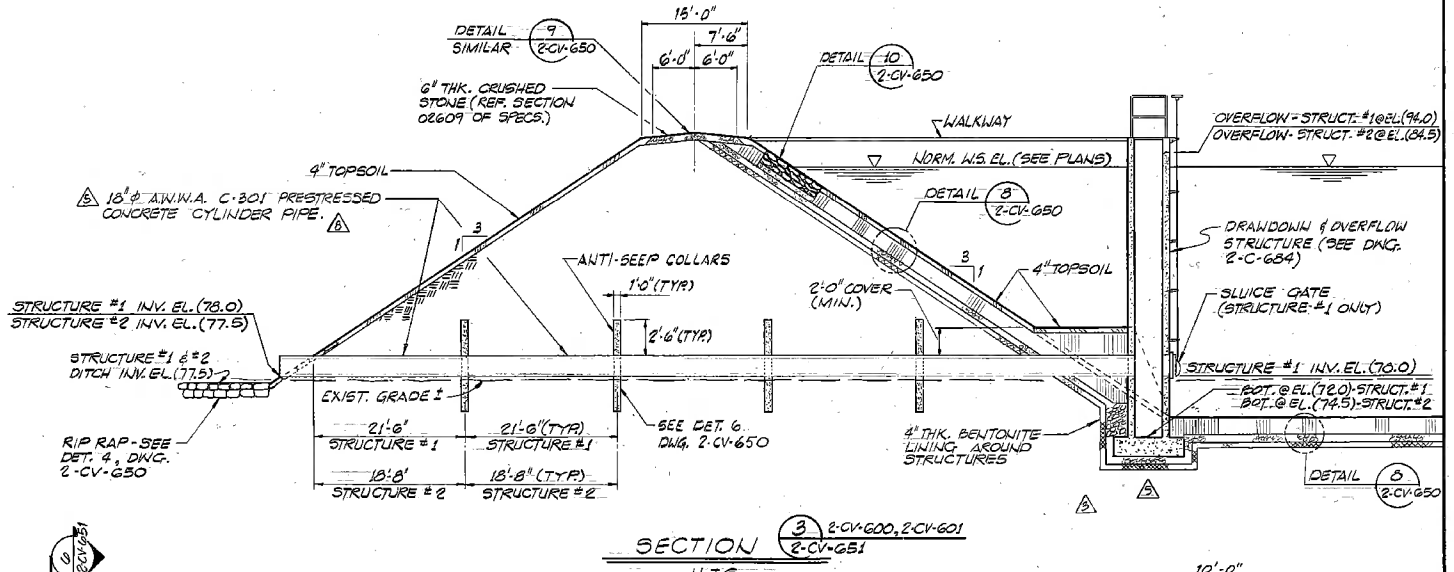 15'-0"
7'-6"
6'-0" 6'-0"
DETAIL 9
SIMILAR 2-CV-650
DETAIL 10
2-CV-650
6" THK. CRUSHED
STONE (REF. SECTION
02609 OF SPECS.)
WALKWAY
OVERFLOW-STRUCT. #1@EL.(94.0)
OVERFLOW-STRUCT. #2@EL.(84.5)
NORM. W.S. EL. (SEE PLANS)
4" TOPSOIL
5 18"ϕ A.W.W.A. C-301 PRESTRESSED
CONCRETE CYLINDER PIPE. 6
DETAIL 8
2-CV-650
DRAWDOWN & OVERFLOW
STRUCTURE (SEE DWG.
2-C-684)
3
1
ANTI-SEEP COLLARS
1'-0" (TYP.)
3
1
4" TOPSOIL
2'-0" COVER
(MIN.)
SLUICE GATE
(STRUCTURE #1 ONLY)
STRUCTURE #1 INV. EL. (78.0)
STRUCTURE #2 INV. EL. (77.5)
2'-6" (TYP.)
STRUCTURE #1 & #2
DITCH INV. EL. (77.5)
STRUCTURE #1 INV. EL. (78.0)
BOT. @ EL. (72.0)-STRUCT. #1
BOT. @ EL. (74.5)-STRUCT. #2
EXIST. GRADE ±
RIP RAP-SEE
DET. 4, DWG.
2-CV-650
21'-6" 21'-6" (TYP.)
STRUCTURE #1 STRUCTURE #1
18'-8" 18'-8" (TYP.)
STRUCTURE #2 STRUCTURE #2
SEE DET. 6
DWG. 2-CV-650
4" THK. BENTONITE
LINING AROUND
STRUCTURES
DETAIL 8
2-CV-650
5
SECTION 3 2-CV-600, 2-CV-601
2-CV-651
6
2-CV-651
10'-0"